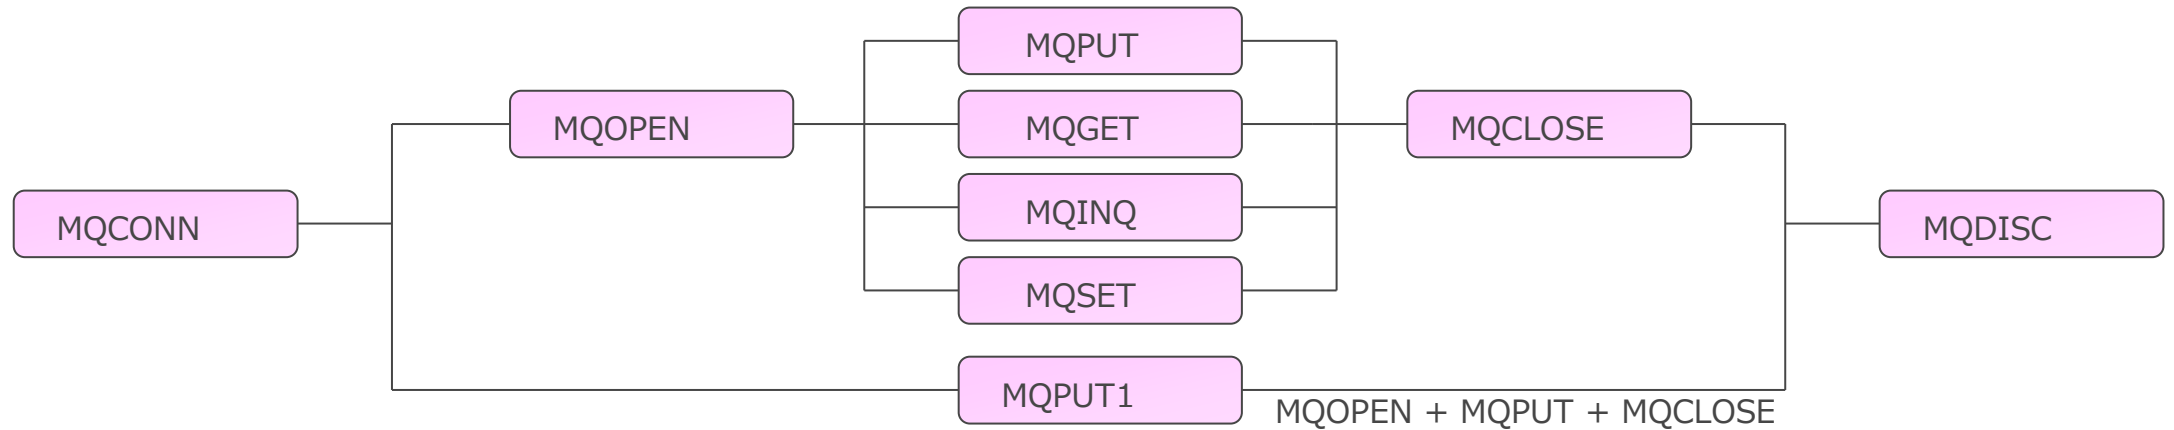 MQCONN
MQOPEN
MQPUT
MQGET
MQINQ
MQSET
MQCLOSE
MQPUT1
MQOPEN + MQPUT + MQCLOSE
MQDISC